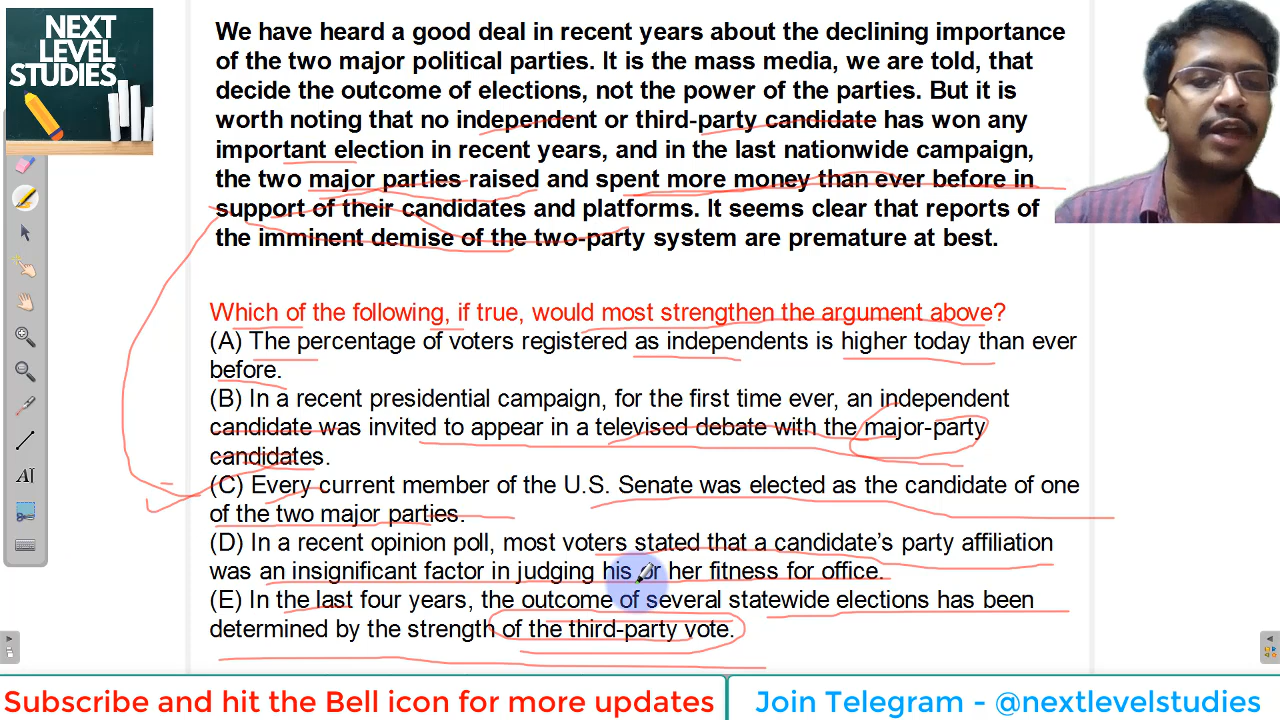 NEXT
LEVEL
STUDIES
We have heard a good deal in recent years about the declining importance
of the two major political parties. It is the mass media, we are told, that
decide the outcome of elections, not the power of the parties. But it is
worth noting that no independent or third-party candidate has won any
important election in recent years, and in the last nationwide campaign,
the two major parties raised and spent more money than ever before in
support of their candidates and platforms. It seems clear that reports of
the imminent demise of the two-party system are premature at best.
Which of the following, if true, would most strengthen the argument above?
(A) The percentage of voters registered as independents is higher today than ever
before.
(B) In a recent presidential campaign, for the first time ever, an independent
candidate was invited to appear in a televised debate with the major-party
candidates.
(C) Every current member of the U.S. Senate was elected as the candidate of one
of the two major parties.
(D) In a recent opinion poll, most voters stated that a candidate's party affiliation
was an insignificant factor in judging his or her fitness for office.
(E) In the last four years, the outcome of several statewide elections has been
determined by the strength of the third-party vote.
Subscribe and hit the Bell icon for more updates
Join Telegram - @nextlevelstudies